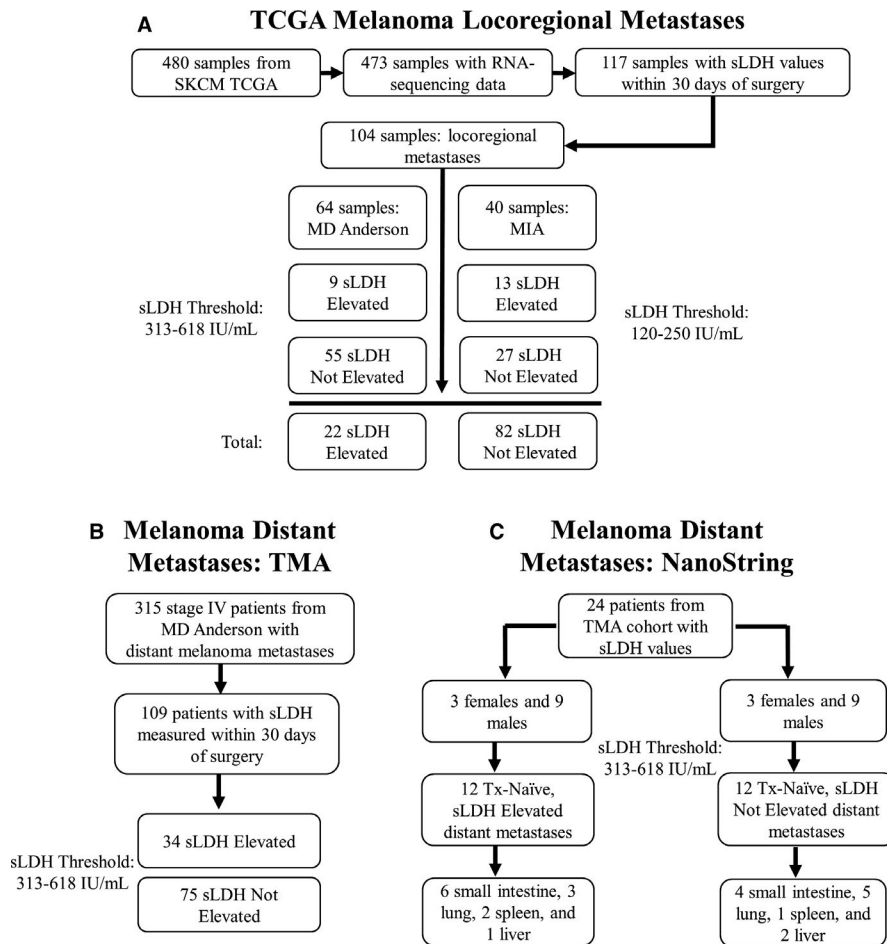 A
TCGA Melanoma Locoregional Metastases
480 samples from
SKCM TCGA
473 samples with RNA-
sequencing data
117 samples with sLDH values
within 30 days of surgery
104 samples: locoregional
metastases
64 samples:
MD Anderson
40 samples:
MIA
sLDH Threshold:
313-618 IU/mL
9 sLDH
Elevated
13 sLDH
Elevated
sLDH Threshold:
120-250 IU/mL
55 sLDH
Not Elevated
27 sLDH
Not Elevated
Total:
22 sLDH
Elevated
82 sLDH
Not Elevated
B
Melanoma Distant
Metastases: TMA
315 stage IV patients from
MD Anderson with
distant melanoma metastases
109 patients with sLDH
measured within 30 days
of surgery
sLDH Threshold:
313-618 IU/mL
34 sLDH Elevated
75 sLDH Not
Elevated
C
Melanoma Distant
Metastases: NanoString
24 patients from
TMA cohort with
sLDH values
3 females and 9
males
3 females and 9
males
sLDH Threshold:
313-618 IU/mL
12 Tx-Naïve,
sLDH Elevated
distant metastases
12 Tx-Naïve, sLDH
Not Elevated distant
metastases
6 small intestine, 3
lung, 2 spleen, and
1 liver
4 small intestine, 5
lung, 1 spleen, and
2 liver